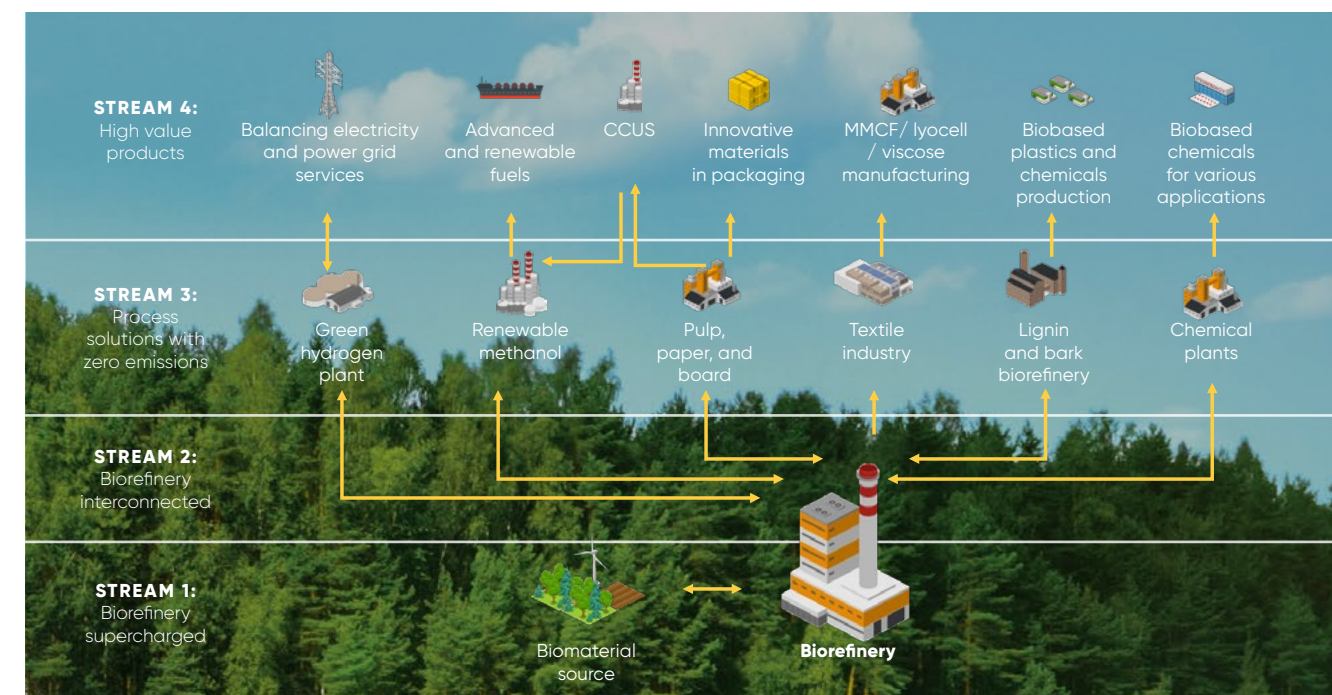 STREAM 4:
High value
products
Balancing electricity
and power grid
services
Advanced
and renewable
fuels
CCUS
Innovative
materials
in packaging
MMCF/ lyocell
/ viscose
manufacturing
Biobased
plastics and
chemicals
production
Biobased
chemicals
for various
applications
STREAM 3:
Process
solutions with
zero emissions
Green
hydrogen
plant
Renewable
methanol
Pulp,
paper, and
board
Textile
industry
Lignin
and bark
biorefinery
Chemical
plants
STREAM 2:
Biorefinery
interconnected
STREAM 1:
Biorefinery
supercharged
Biomaterial
source
Biorefinery